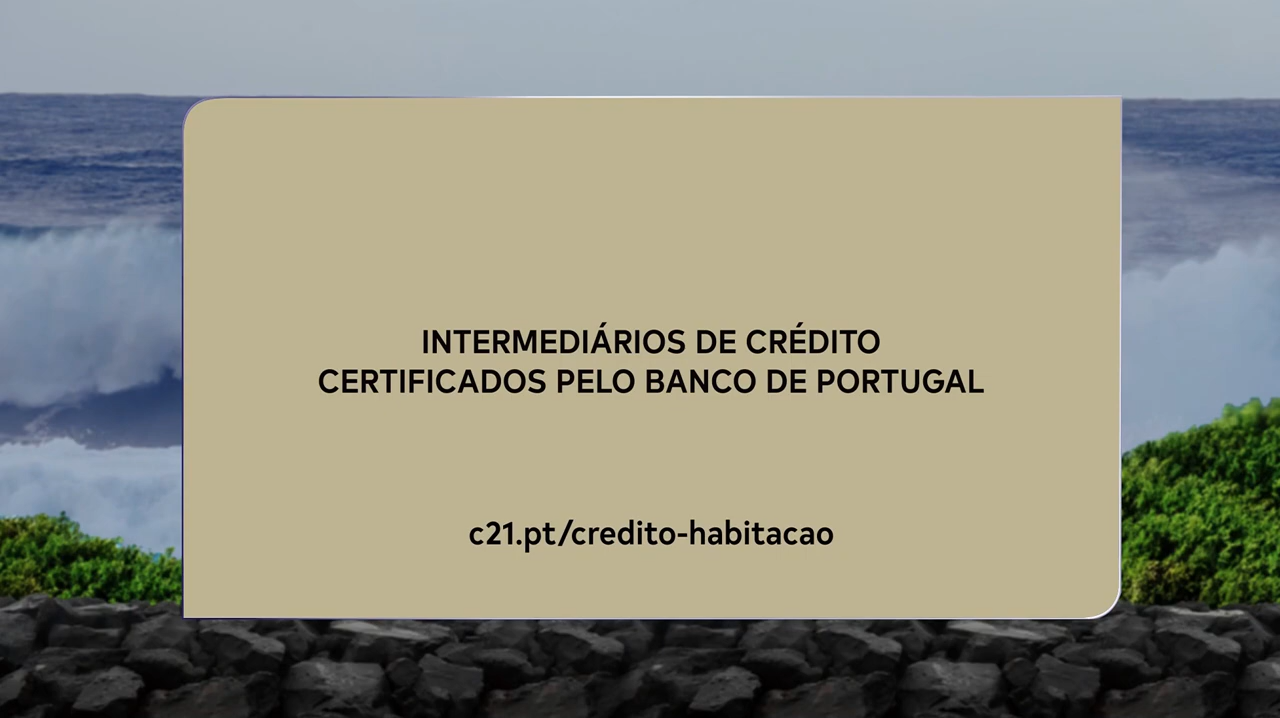 INTERMEDIÁRIOS DE CRÉDITO
CERTIFICADOS PELO BANCO DE PORTUGAL
c21.pt/credito-habitacao